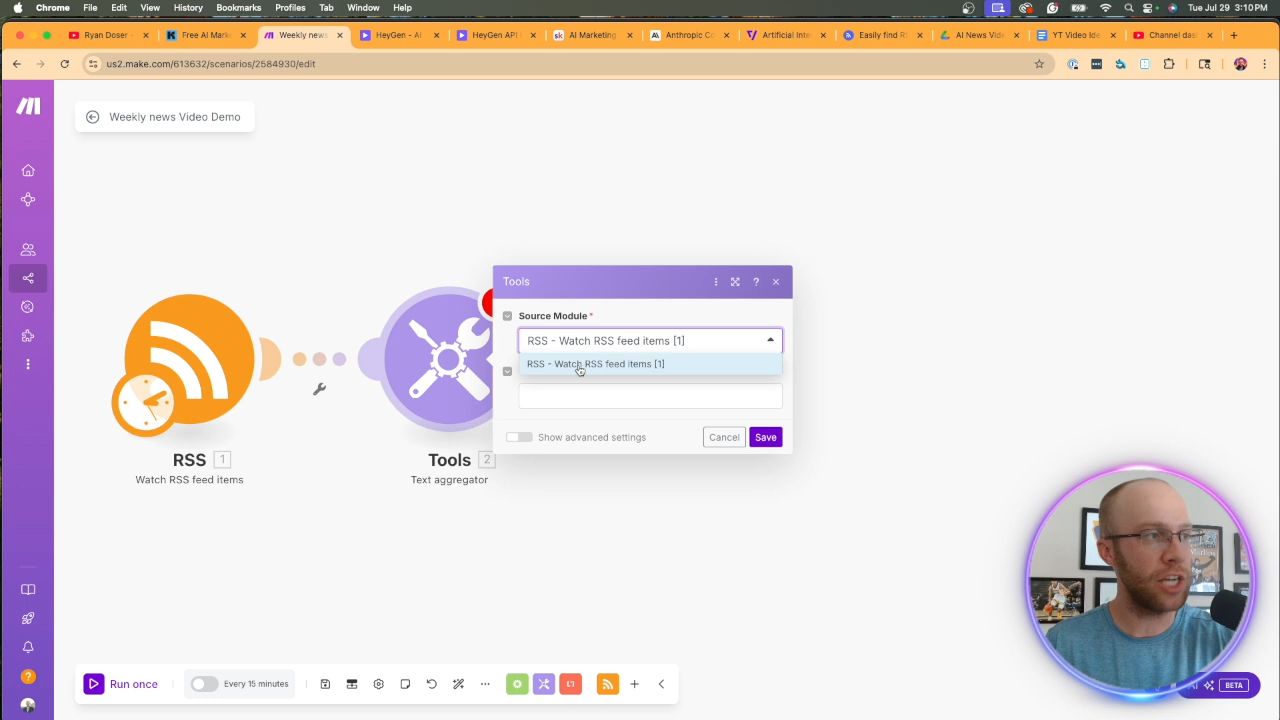 Chrome File Edit View History Bookmarks Profiles Tab Window Help
Tue Jul 29 3:10PM
Ryan Doser
Free AI Mark
Weekly news
HeyGen - AI
HeyGen API
AI Marketing
Anthropic Co
Artificial Inte
Easily find R
AI News Vid
YT Video Ide
Channel das
us2.make.com/613632/scenarios/2584930/edit
Weekly news Video Demo
Tools
Source Module*
RSS - Watch RSS feed items [1]
RSS - Watch RSS feed items [1]
Show advanced settings
Cancel
Save
RSS 1
Watch RSS feed items
Tools 2
Text aggregator
Run once
Every 15 minutes
BETA